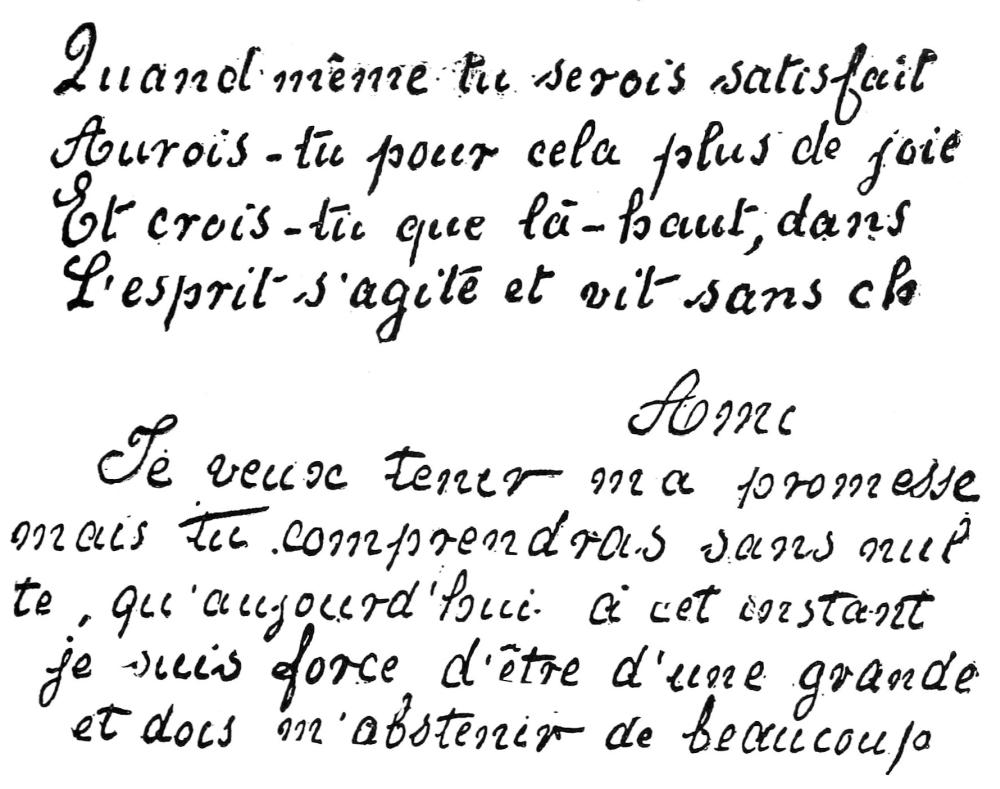 Quand même tu serois satisfait
Aurois-tu pour cela plus de joie
Et crois-tu que là-haut, dans
L'esprit s'agite et vit sans ch
Ami
Je veux tenir ma promesse
mais tu comprendras sans nul
te, qu'aujourd'hui à cet instant
je suis force d'être d'une grande
et dois m'abstenir de beaucoup